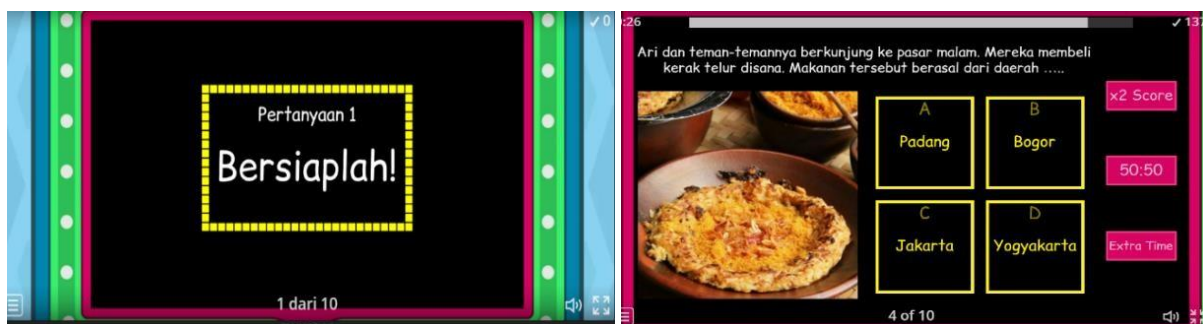 ✓ 0
Pertanyaan 1
Bersiaplah!
1 dari 10
:26
✓ 137
Ari dan teman-temannya berkunjung ke pasar malam. Mereka membeli
kerak telur disana. Makanan tersebut berasal dari daerah .....
x2 Score
A
Padang
B
Bogor
50:50
C
Jakarta
D
Yogyakarta
Extra Time
4 of 10